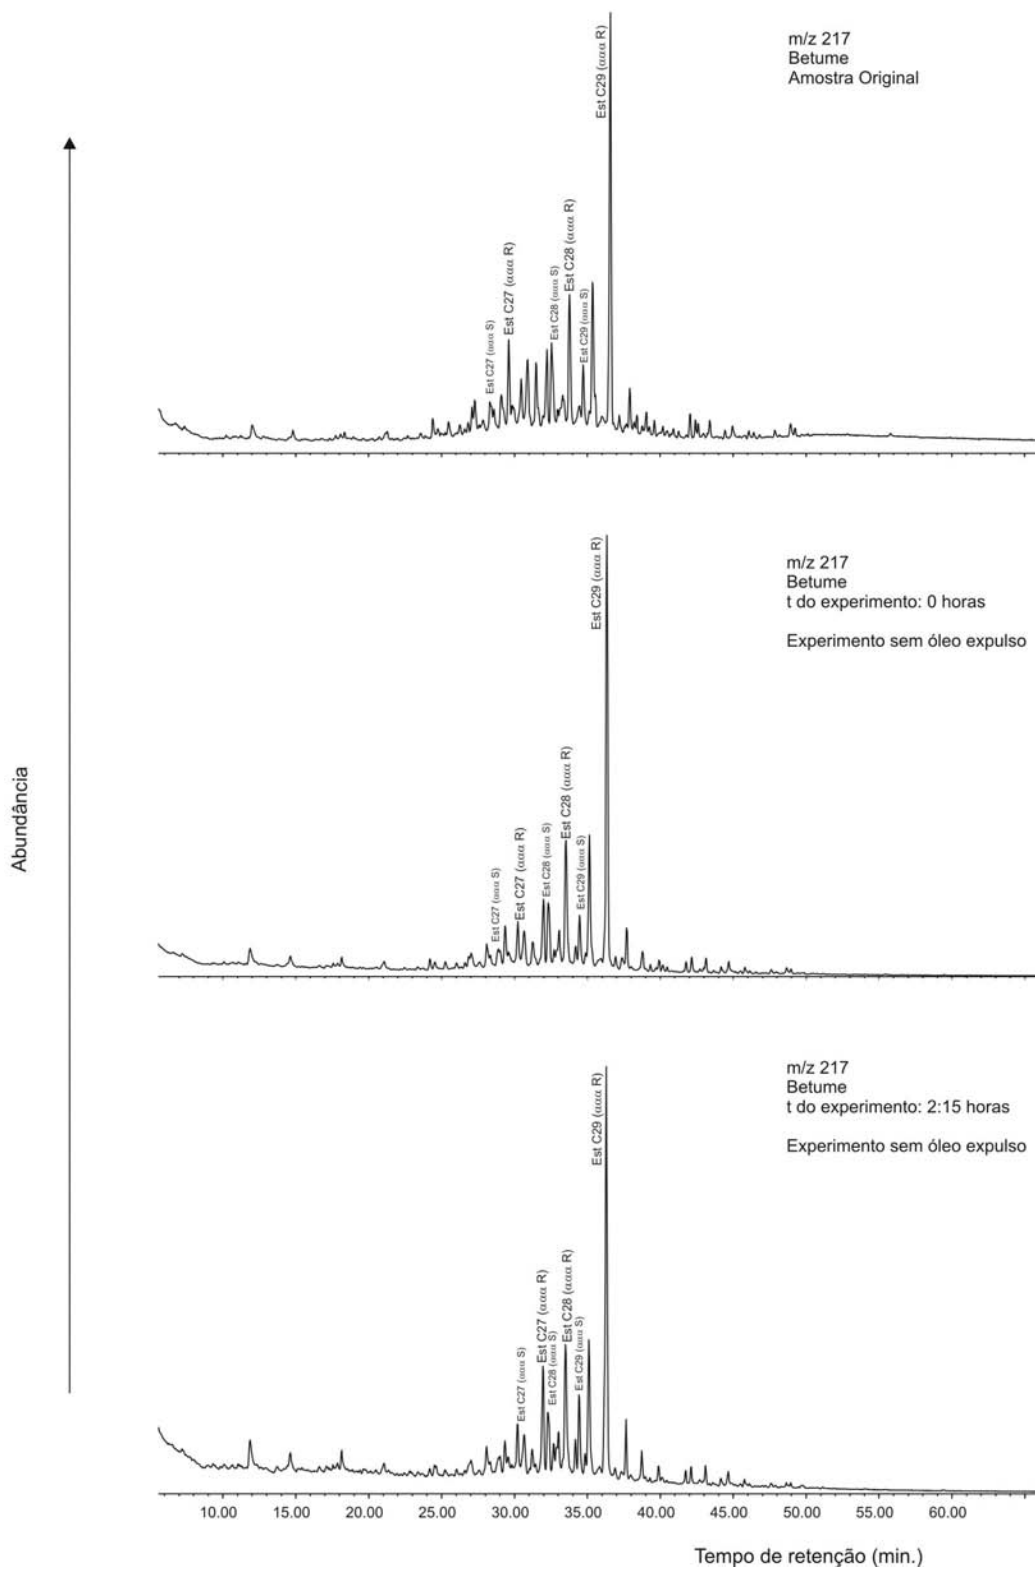 m/z 217
Betume
Amostra Original
Est C27 (ααα S)
Est C27 (ααα R)
Est C28 (ααα S)
Est C28 (ααα R)
Est C29 (ααα S)
Est C29 (ααα R)
m/z 217
Betume
t do experimento: 0 horas
Experimento sem óleo expulso
Est C27 (ααα S)
Est C27 (ααα R)
Est C28 (ααα S)
Est C28 (ααα R)
Est C29 (ααα S)
Est C29 (ααα R)
Abundância
m/z 217
Betume
t do experimento: 2:15 horas
Experimento sem óleo expulso
Est C27 (ααα S)
Est C27 (ααα R)
Est C28 (ααα S)
Est C28 (ααα R)
Est C29 (ααα S)
Est C29 (ααα R)
10.00 15.00 20.00 25.00 30.00 35.00 40.00 45.00 50.00 55.00 60.00
Tempo de retenção (min.)